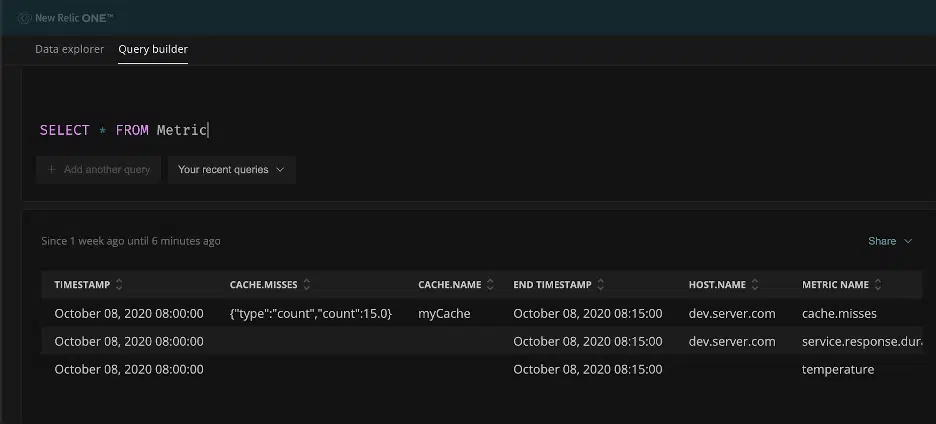 New Relic ONE™
Data explorer Query builder
SELECT * FROM Metric
+ Add another query Your recent queries
Since 1 week ago until 6 minutes ago Share
TIMESTAMP CACHE.MISSES CACHE.NAME END TIMESTAMP HOST.NAME METRIC NAME
October 08, 2020 08:00:00 {"type":"count","count":15.0} myCache October 08, 2020 08:15:00 dev.server.com cache.misses
October 08, 2020 08:00:00 October 08, 2020 08:15:00 dev.server.com service.response.dura
October 08, 2020 08:00:00 October 08, 2020 08:15:00 temperature